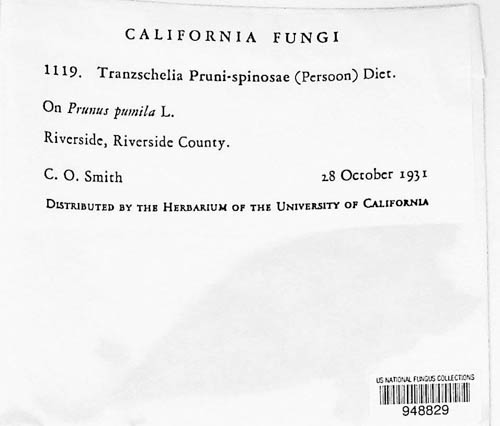 CALIFORNIA FUNGI
1119. Tranzschelia Pruni-spinosae (Persoon) Diet.
On Prunus pumila L.
Riverside, Riverside County.
C. O. Smith 28 October 1931
DISTRIBUTED BY THE HERBARIUM OF THE UNIVERSITY OF CALIFORNIA
US NATIONAL FUNGUS COLLECTIONS
948829